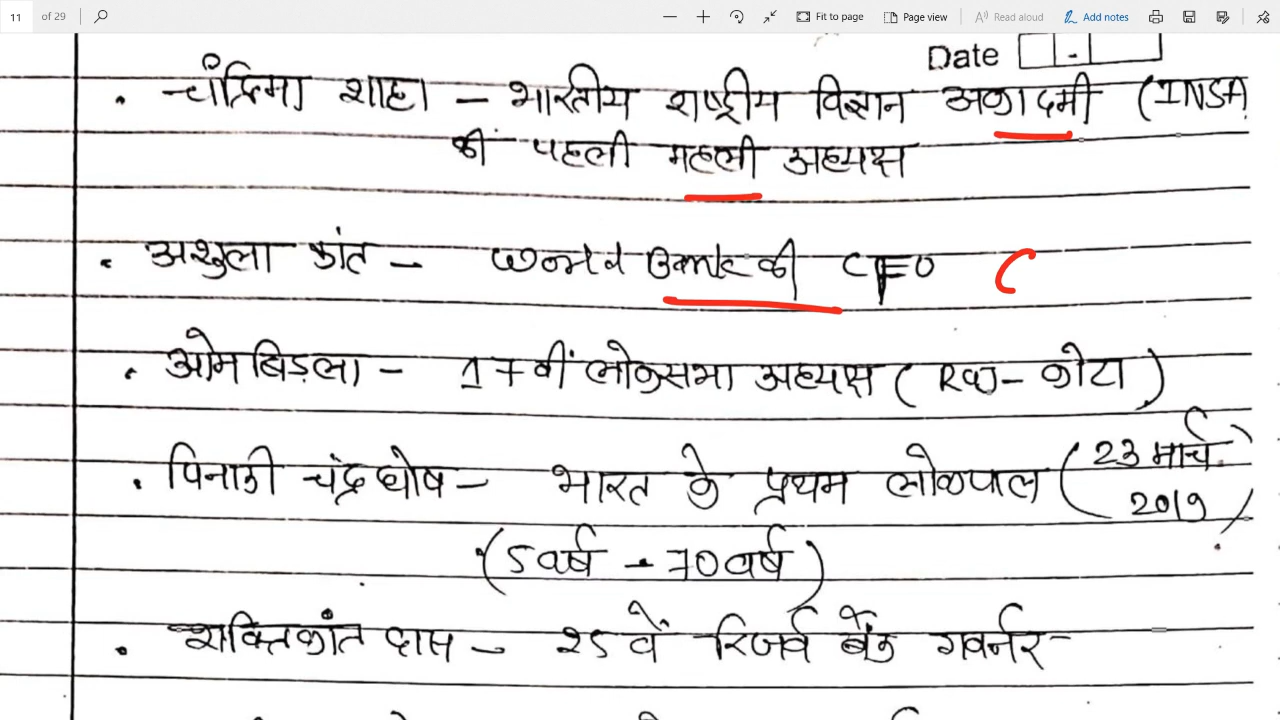 11 of 29 Fit to page Page view Read aloud Add notes
Date
• चंद्रिमा शाहा – भारतीय राष्ट्रीय विज्ञान अकादमी (INSA)
की पहली महली अध्यक्ष
• अंशुला कांत – Bank की CFO (
• ओम बिड़ला – 17 वीं लोकसभा अध्यक्ष ( Raj – कोटा )
• पिनाकी चंद्र घोष – भारत के प्रथम लोकपाल ( 23 मार्च
2019 )
( 5 वर्ष – 70 वर्ष )
• शक्तिकांत दास – 25 वें रिजर्व बैंक गवर्नर –